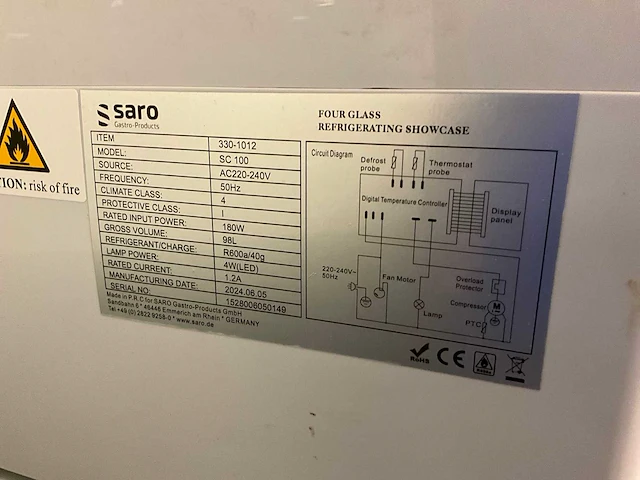 saro
Gastro-Products
ITEM 330-1012
MODEL: SC 100
SOURCE: AC220-240V
FREQUENCY: 50Hz
CLIMATE CLASS: 4
PROTECTIVE CLASS: I
RATED INPUT POWER: 180W
GROSS VOLUME: 98L
REFRIGERANT/CHARGE: R600a/40g
LAMP POWER: 4W(LED)
RATED CURRENT: 1.2A
MANUFACTURING DATE: 2024.06.05
SERIAL NO: 1528006050149
Made in P.R.C for SARO Gastro-Products GmbH
Sandbahn 6 * 46446 Emmerich am Rhein * GERMANY
Tel +49 (0) 2822 9258-0 * www.saro.de
FOUR GLASS
REFRIGERATING SHOWCASE
Circuit Diagram
Defrost
probe
Thermostat
probe
Digital Temperature Controller
Display
panel
220-240V~
50Hz
Fan Motor
Lamp
Overload
Protector
Compressor
M
PTC
RoHS
CE
TION: risk of fire